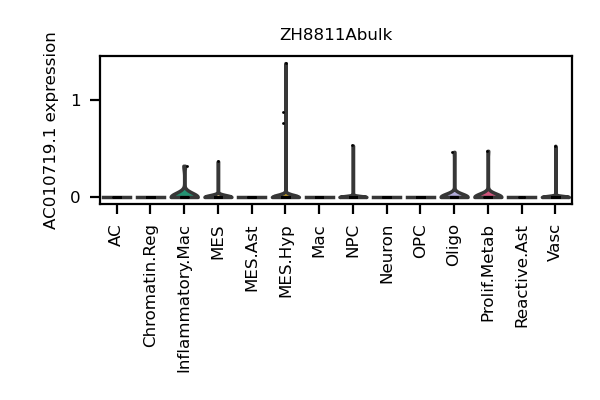 ZH8811Abulk
AC010719.1 expression
1
0
AC
Chromatin.Reg
Inflammatory.Mac
MES
MES.Ast
MES.Hyp
Mac
NPC
Neuron
OPC
Oligo
Prolif.Metab
Reactive.Ast
Vasc